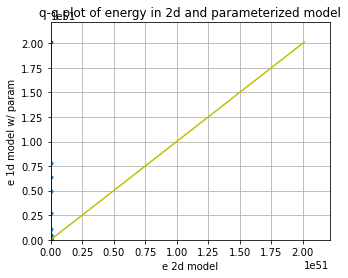 q-q plot of energy in 2d and parameterized model
1e51
2.00
1.75
1.50
1.25
1.00
0.75
0.50
0.25
0.00
e 1d model w/ param
0.00 0.25 0.50 0.75 1.00 1.25 1.50 1.75 2.00
e 2d model
1e51